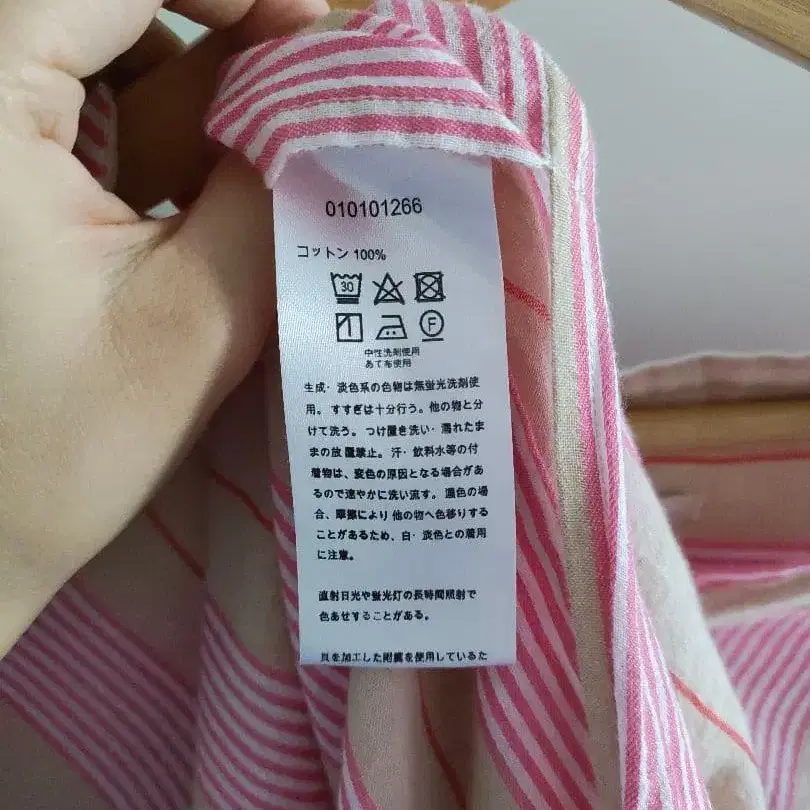 010101266
コットン 100%
30
F
中性洗剤使用
あて布使用
生成・淡色系の色物は無蛍光洗剤使
用。すすぎは十分行う。他の物と分
けて洗う。つけ置き洗い・濡れたま
まの放置禁止。汗・飲料水等の付
着物は、変色の原因となる場合があ
るので速やかに洗い流す。濃色の場
合、摩擦により他の物へ色移りする
ことがあるため、白・淡色との着用
に注意。
直射日光や蛍光灯の長時間照射で
色あせすることがある。
貝を加工した附属を使用しているた